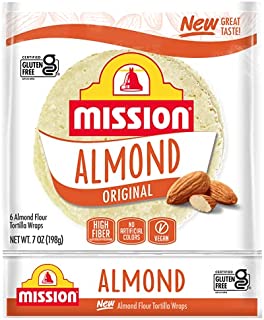 New GREAT
TASTE!
CERTIFIED
GLUTEN
FREE
MISSION
ALMOND
ORIGINAL
6 Almond Flour
Tortilla Wraps
NET WT. 7 OZ (198g)
HIGH
FIBER
NO
ARTIFICIAL
COLORS
VEGAN
MISSION
ALMOND
New Almond Flour Tortilla Wraps
CERTIFIED
GLUTEN
FREE